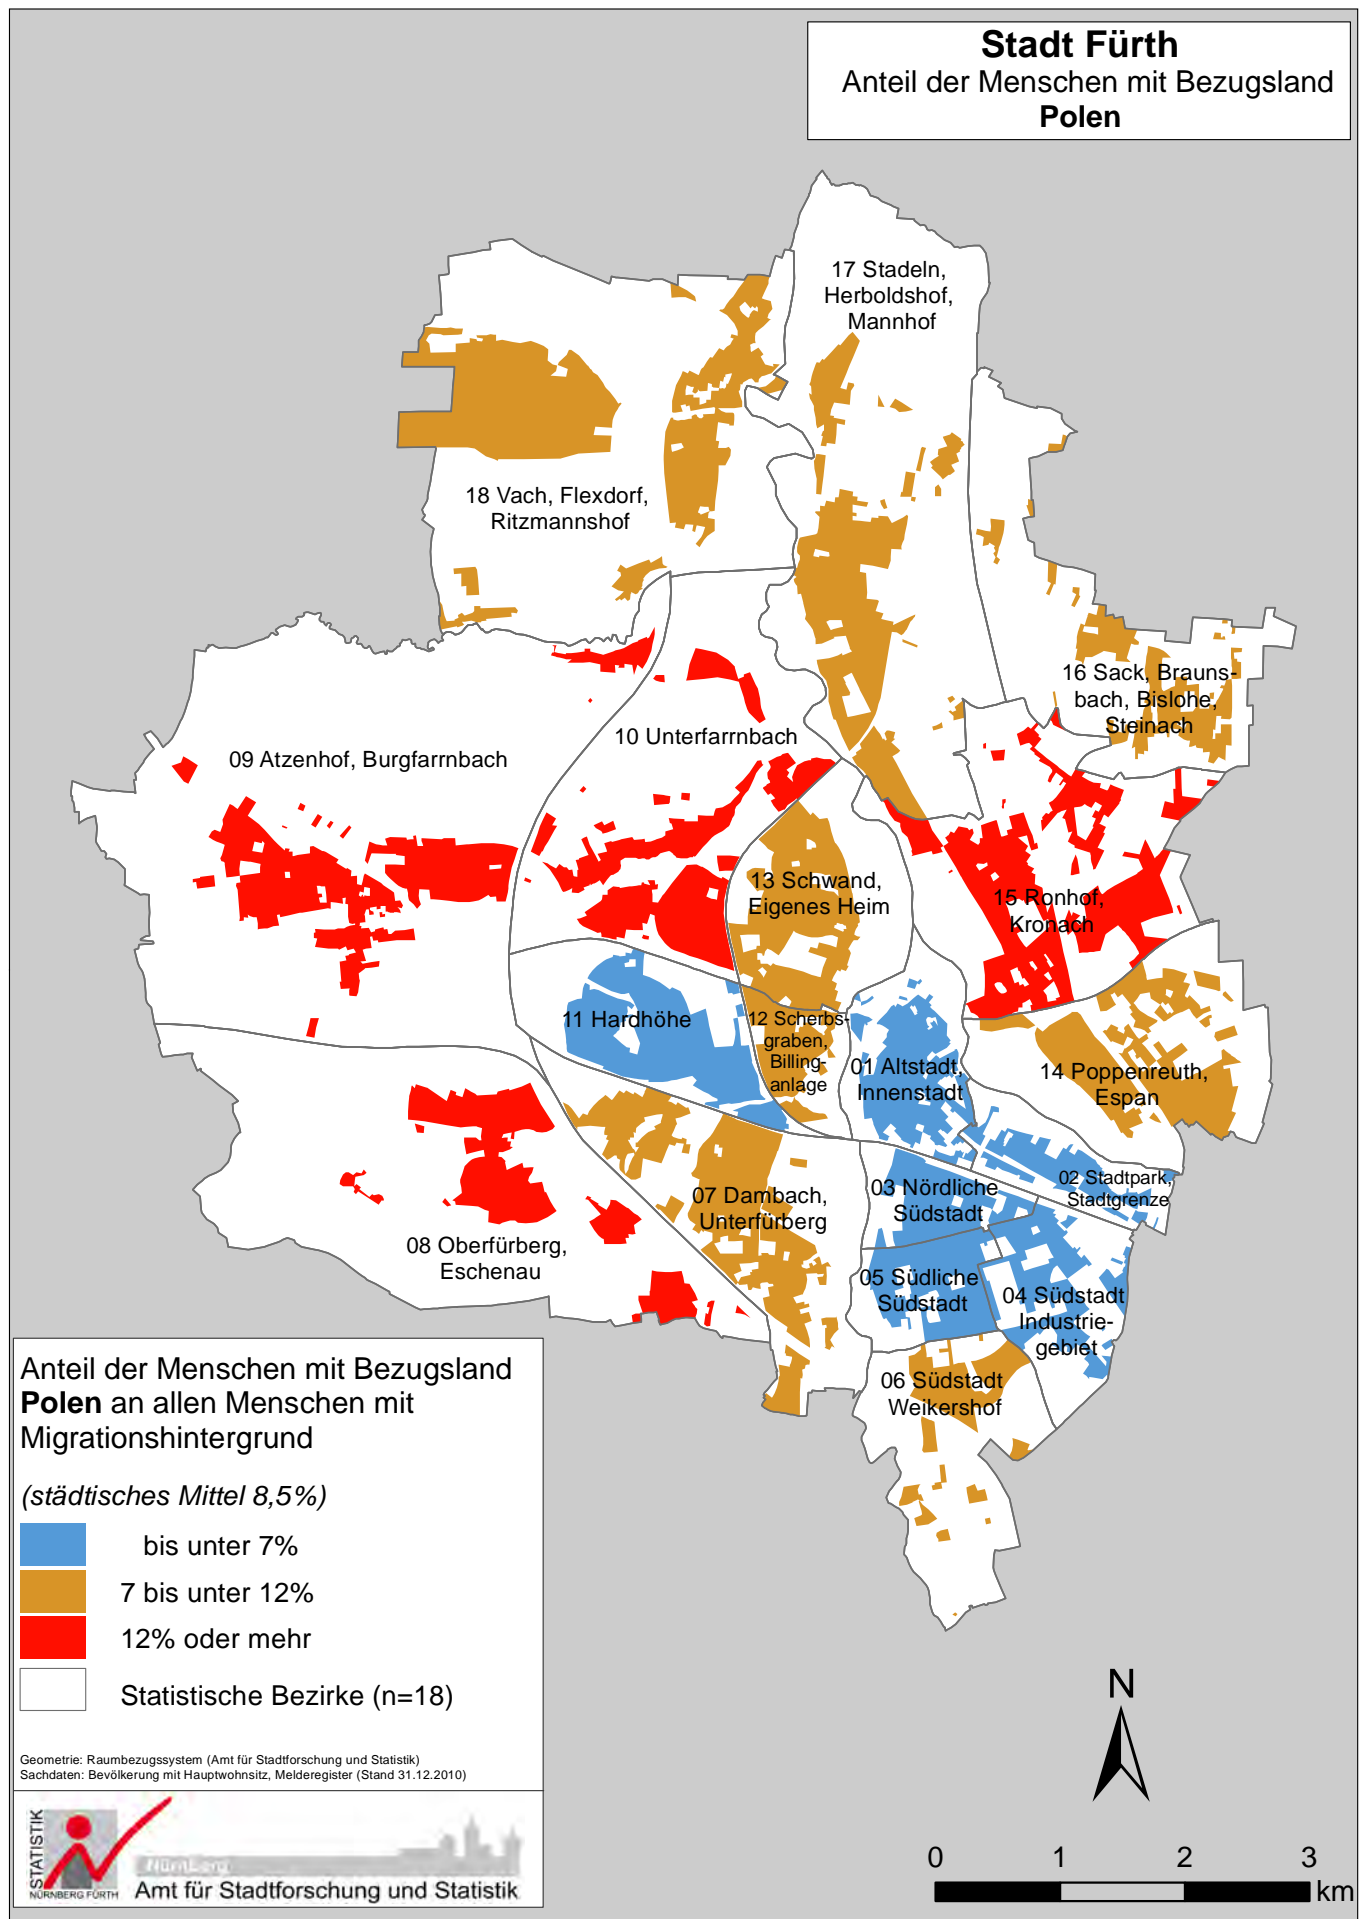 Stadt Fürth
Anteil der Menschen mit Bezugsland
Polen
17 Stadeln,
Herboldshof,
Mannhof
18 Vach, Flexdorf,
Ritzmannshof
16 Sack, Brauns-
bach, Bislohe,
Steinach
10 Unterfarrnbach
09 Atzenhof, Burgfarrnbach
13 Schwand,
Eigenes Heim
15 Ronhof,
Kronach
11 Hardhöhe
12 Scherbs-
graben,
Billing-
anlage
01 Altstadt,
Innenstadt
14 Poppenreuth,
Espan
02 Stadtpark,
Stadtgrenze
03 Nördliche
Südstadt
07 Dambach,
Unterfürberg
08 Oberfürberg,
Eschenau
05 Südliche
Südstadt
04 Südstadt
Industrie-
gebiet
06 Südstadt
Weikershof
Anteil der Menschen mit Bezugsland
Polen an allen Menschen mit
Migrationshintergrund
(städtisches Mittel 8,5%)
bis unter 7%
7 bis unter 12%
12% oder mehr
Statistische Bezirke (n=18)
Geometrie: Raumbezugssystem (Amt für Stadtforschung und Statistik)
Sachdaten: Bevölkerung mit Hauptwohnsitz, Melderegister (Stand 31.12.2010)
STATISTIK
NÜRNBERG FÜRTH
Nürnberg
Amt für Stadtforschung und Statistik
N
0 1 2 3
km